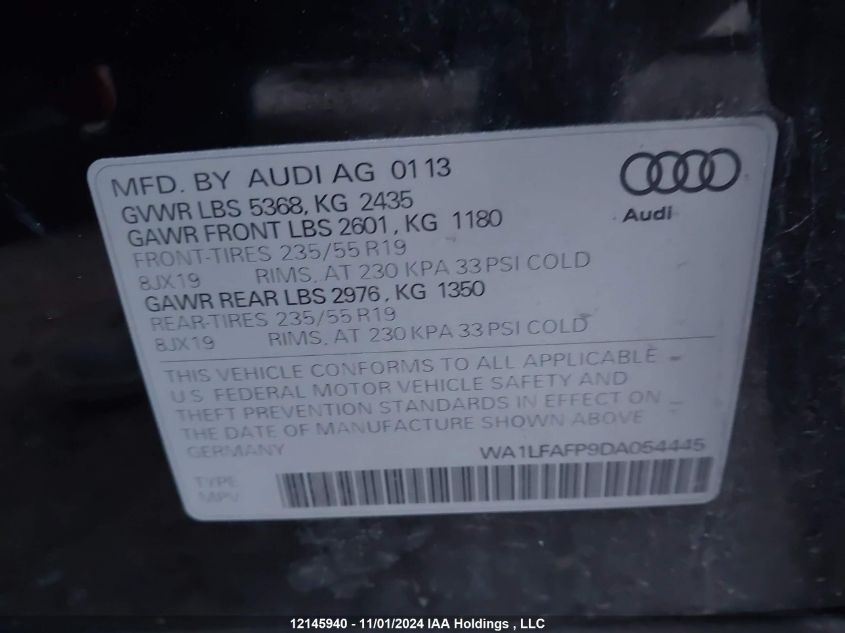 MFD. BY AUDI AG 01 13
GVWR LBS 5368, KG 2435
GAWR FRONT LBS 2601, KG 1180
FRONT-TIRES 235/55 R19
8JX19 RIMS, AT 230 KPA 33 PSI COLD
GAWR REAR LBS 2976, KG 1350
REAR-TIRES 235/55 R19
8JX19 RIMS, AT 230 KPA 33 PSI COLD
Audi
THIS VEHICLE CONFORMS TO ALL APPLICABLE
U.S. FEDERAL MOTOR VEHICLE SAFETY AND
THEFT PREVENTION STANDARDS IN EFFECT ON
THE DATE OF MANUFACTURE SHOWN ABOVE
GERMANY WA1LFAFP9DA054445
TYPE
MPV
12145940 - 11/01/2024 IAA Holdings , LLC